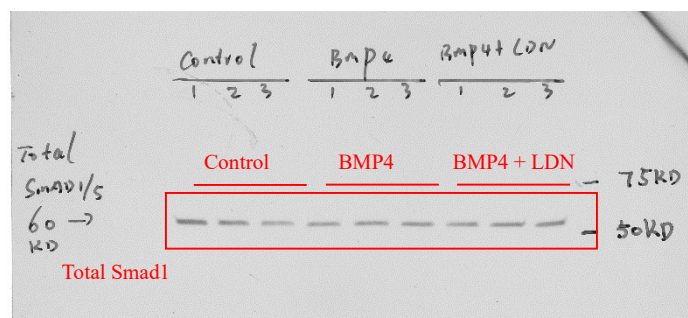 Control BMP4 BMP4+LDN
1 2 3 1 2 3 1 2 3
Total
Control BMP4 BMP4 + LDN
75KD
SMAD1/5
60 →
50KD
KD
Total Smad1